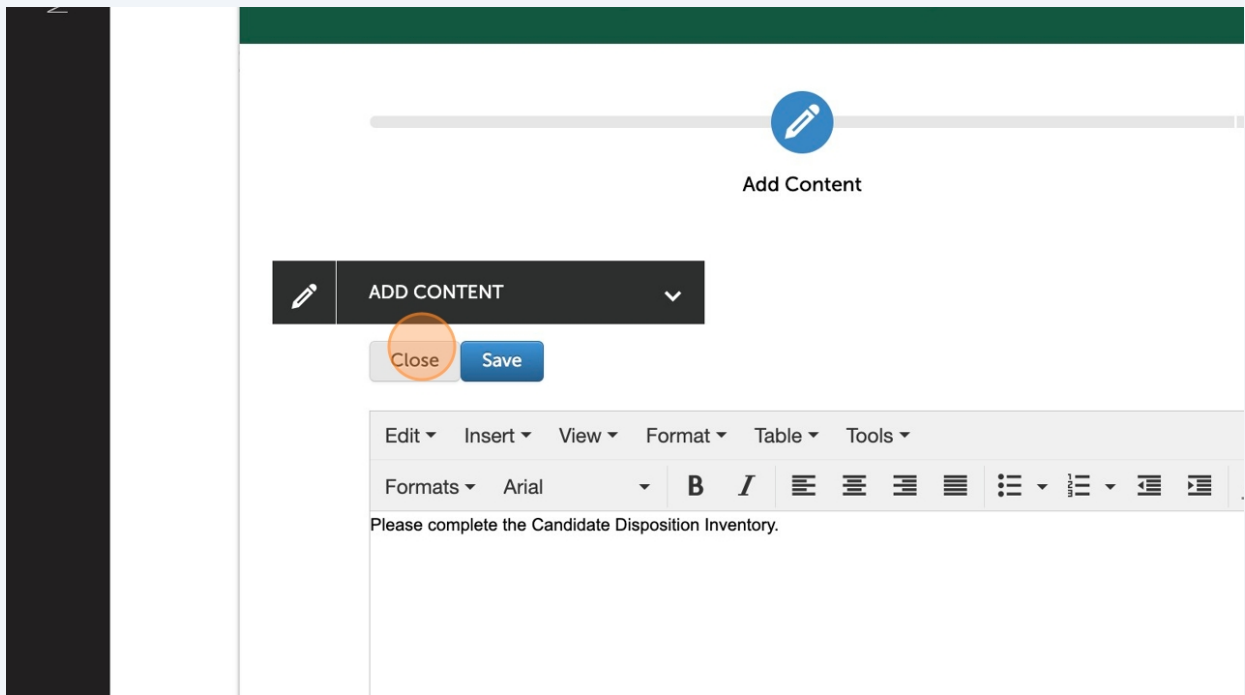 Add Content
ADD CONTENT
Close Save
Edit Insert View Format Table Tools
Formats Arial B I
Please complete the Candidate Disposition Inventory.